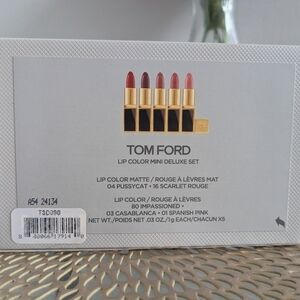 TOM FORD
LIP COLOR MINI DELUXE SET
LIP COLOR MATTE / ROUGE À LÈVRES MAT
04 PUSSYCAT • 16 SCARLET ROUGE
LIP COLOR / ROUGE À LÈVRES
80 IMPASSIONED •
03 CASABLANCA • 01 SPANISH PINK
NET WT./POIDS NET .03 OZ./1g EACH/CHACUN X5
A54 24134
T3C090